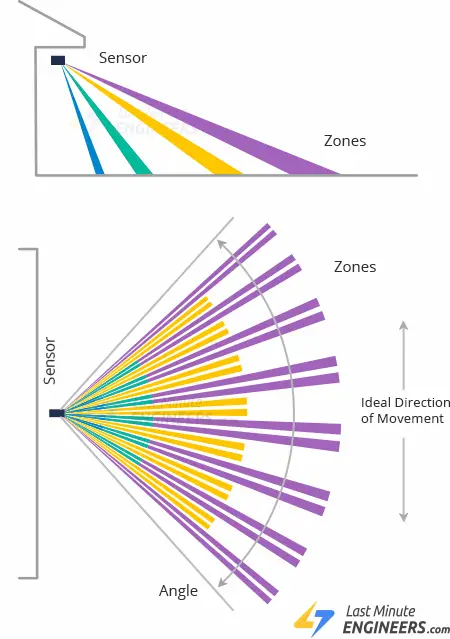 Sensor
Zones
Zones
Sensor
Ideal Direction
of Movement
Angle
Last Minute
ENGINEERS.com